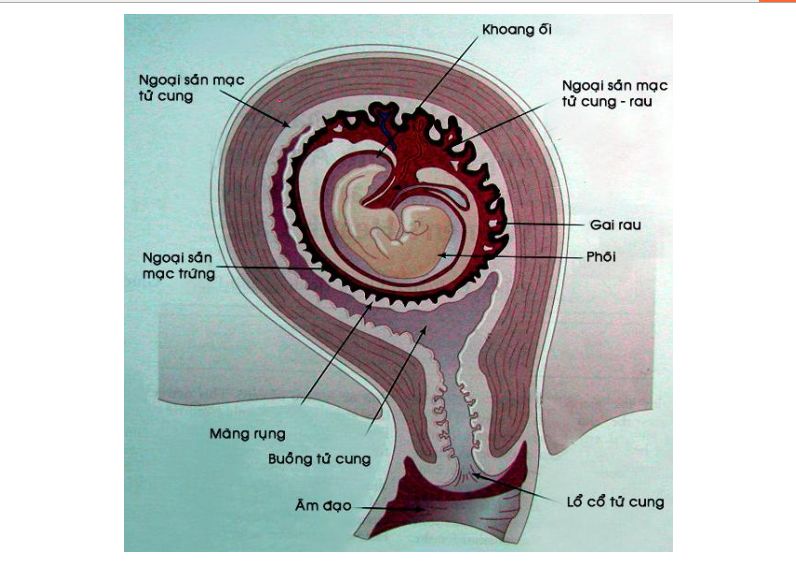 Khoang ối
Ngoại sản mạc
tử cung
Ngoại sản mạc
tử cung - rau
Gai rau
Ngoại sản
mạc trứng
Phôi
Màng rụng
Buồng tử cung
Âm đạo
Lổ cổ tử cung